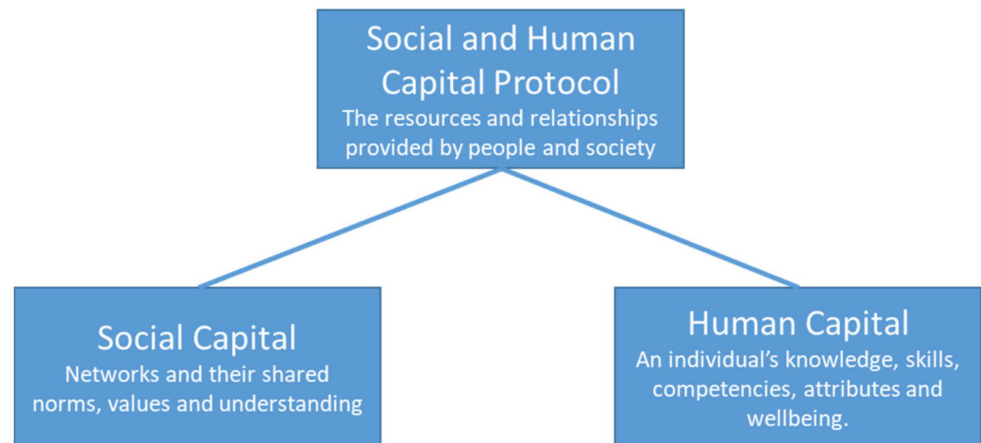 Social and Human
Capital Protocol
The resources and relationships
provided by people and society
Social Capital
Networks and their shared
norms, values and understanding
Human Capital
An individual’s knowledge, skills,
competencies, attributes and
wellbeing.